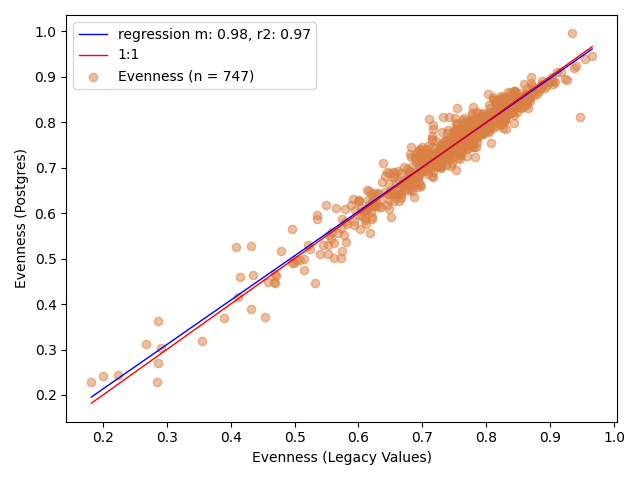 regression m: 0.98, r2: 0.97
1:1
Evenness (n = 747)
1.0
0.9
0.8
0.7
0.6
0.5
0.4
0.3
0.2
Evenness (Postgres)
0.2 0.3 0.4 0.5 0.6 0.7 0.8 0.9 1.0
Evenness (Legacy Values)